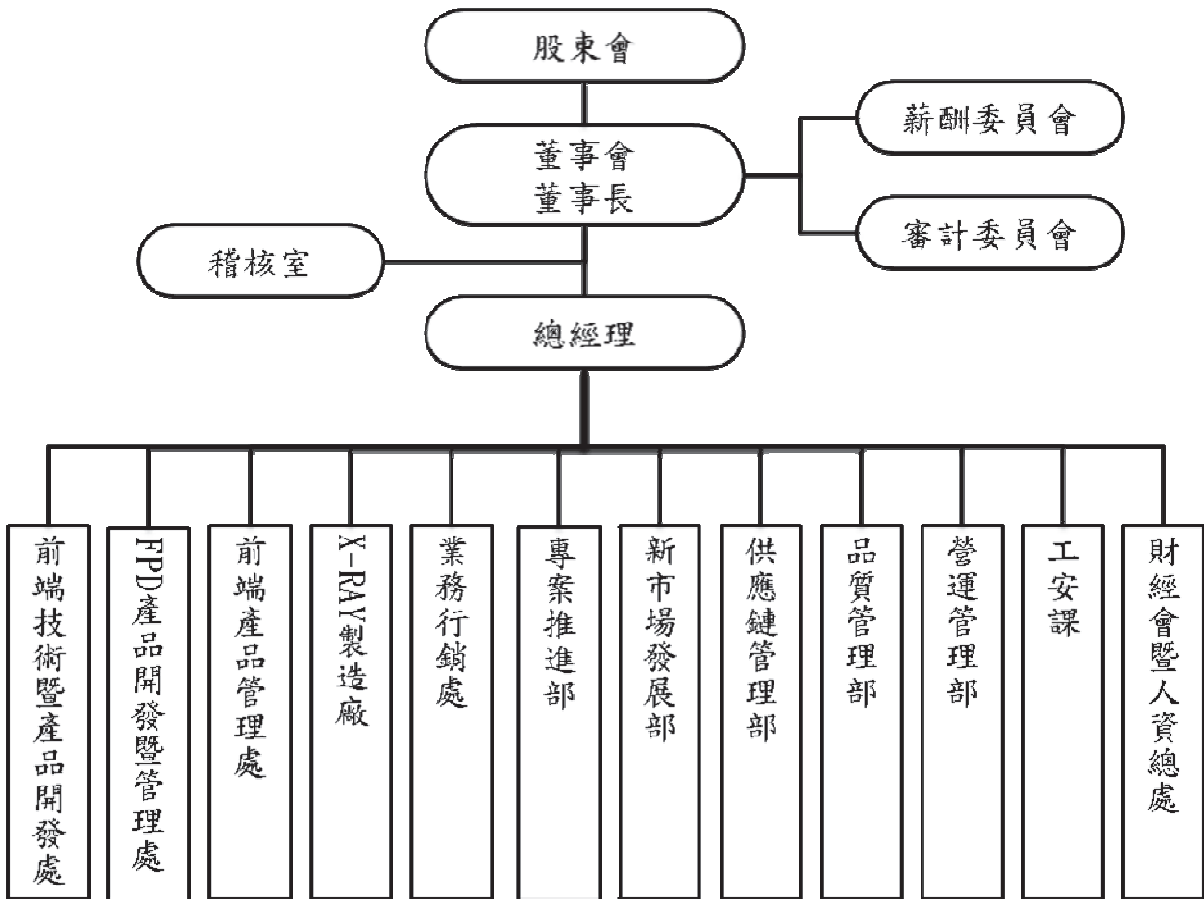 股東會
董事會
董事長
薪酬委員會
審計委員會
稽核室
總經理
前端技術暨產品開發處
FPD產品開發暨管理處
前端產品管理處
X-RAY製造廠
業務行銷處
專案推進部
新市場發展部
供應鏈管理部
品質管理部
營運管理部
工安課
財經會暨人資總處